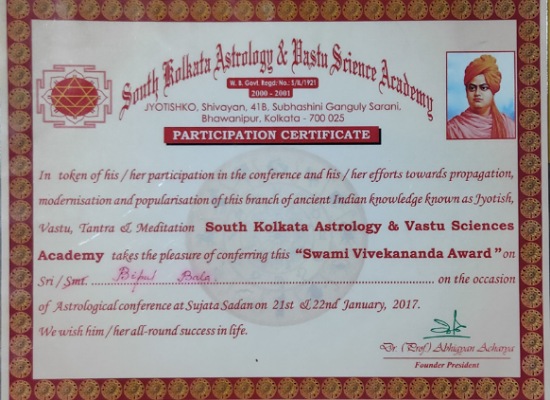 South Kolkata Astrology & Vastu Science Academy
W. B. Govt. Regd: No.: S/IL/1921
2000 - 2001
JYOTISHKO, Shivayan, 41B, Subhashini Ganguly Sarani,
Bhawanipur, Kolkata - 700 025
PARTICIPATION CERTIFICATE
In token of his / her participation in the conference and his / her efforts towards propagation,
modernisation and popularisation of this branch of ancient Indian knowledge known as Jyotish,
Vastu, Tantra & Meditation South Kolkata Astrology & Vastu Sciences
Academy takes the pleasure of conferring this "Swami Vivekananda Award" on
Sri / Smt. Bipul Bala on the occasion
of Astrological conference at Sujata Sadan on 21st & 22nd January, 2017.
We wish him / her all-round success in life.
Dr. (Prof.) Abhigyan Acharya
Founder President